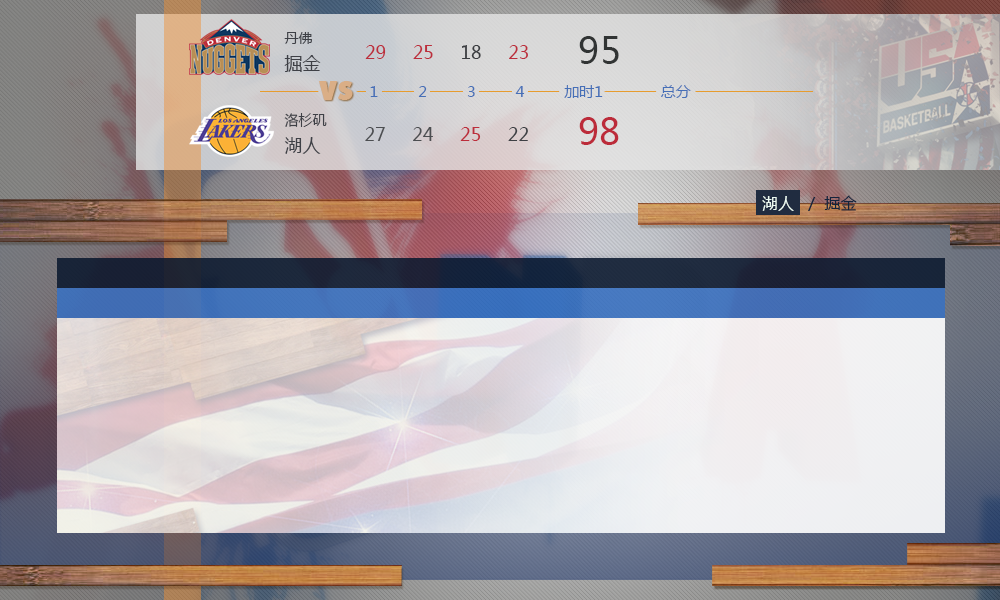 DENVER
NUGGETS
丹佛
掘金 29 25 18 23 95
VS 1 2 3 4 加时1 总分
LOS ANGELES
LAKERS
洛杉矶
湖人 27 24 25 22 98
USA
BASKETBALL
湖人 / 掘金